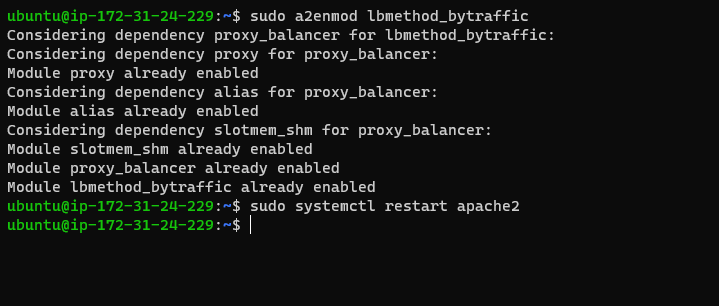 ubuntu@ip-172-31-24-229:~$ sudo a2enmod lbmethod_bytraffic
Considering dependency proxy_balancer for lbmethod_bytraffic:
Considering dependency proxy for proxy_balancer:
Module proxy already enabled
Considering dependency alias for proxy_balancer:
Module alias already enabled
Considering dependency slotmem_shm for proxy_balancer:
Module slotmem_shm already enabled
Module proxy_balancer already enabled
Module lbmethod_bytraffic already enabled
ubuntu@ip-172-31-24-229:~$ sudo systemctl restart apache2
ubuntu@ip-172-31-24-229:~$